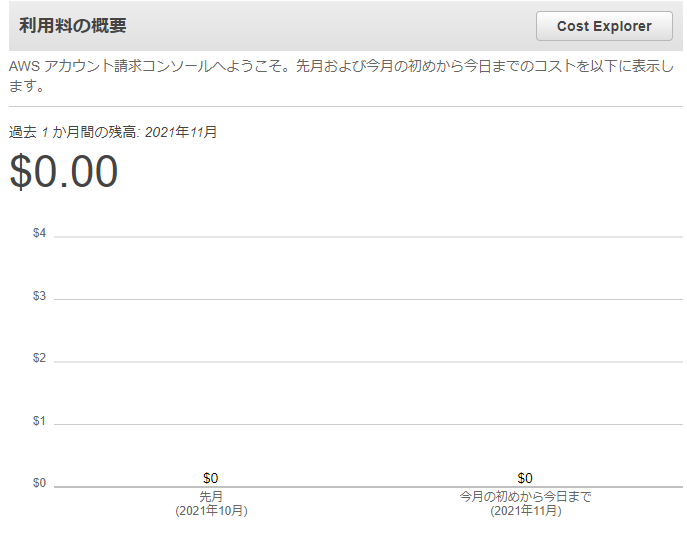 利用料の概要
Cost Explorer
AWS アカウント請求コンソールへようこそ。先月および今月の初めから今日までのコストを以下に表示し
ます。
過去 1 か月間の残高: 2021年11月
$0.00
$4
$3
$2
$1
$0
$0
$0
先月
(2021年10月)
今月の初めから今日まで
(2021年11月)